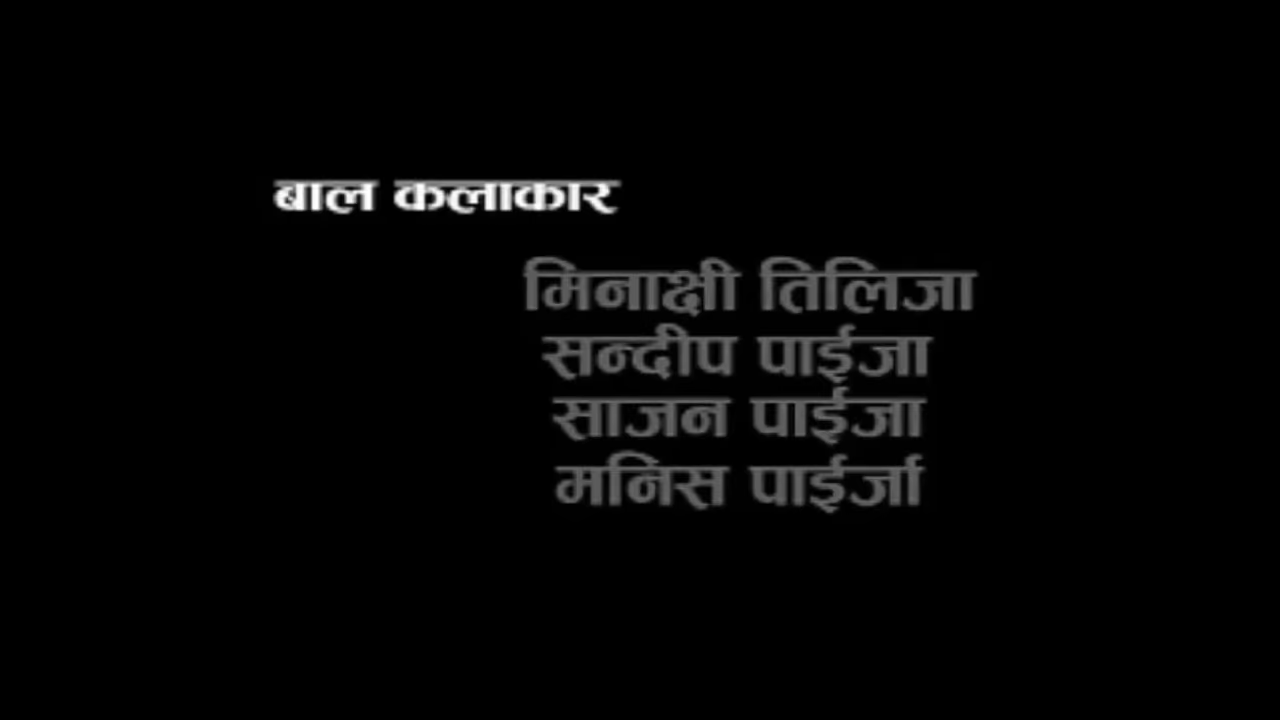 बाल कलाकार
मिनाक्षी तिलिजा
सन्दीप पाईजा
साजन पाईजा
मनिस पाईर्जा